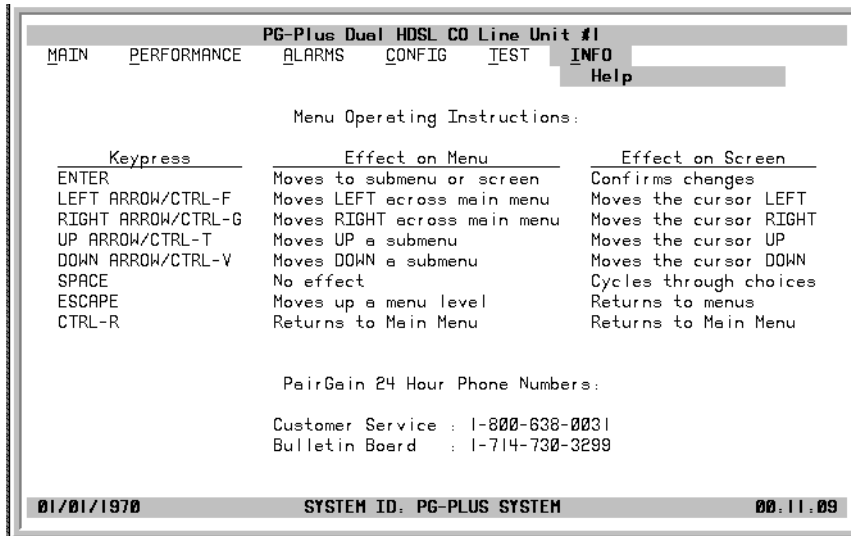 PG-Plus Dual HDSL CO Line Unit #1
MAIN PERFORMANCE ALARMS CONFIG TEST INFO
Help
Menu Operating Instructions:
Keypress Effect on Menu Effect on Screen
ENTER Moves to submenu or screen Confirms changes
LEFT ARROW/CTRL-F Moves LEFT across main menu Moves the cursor LEFT
RIGHT ARROW/CTRL-G Moves RIGHT across main menu Moves the cursor RIGHT
UP ARROW/CTRL-T Moves UP a submenu Moves the cursor UP
DOWN ARROW/CTRL-V Moves DOWN a submenu Moves the cursor DOWN
SPACE No effect Cycles through choices
ESCAPE Moves up a menu level Returns to menus
CTRL-R Returns to Main Menu Returns to Main Menu
PairGain 24 Hour Phone Numbers:
Customer Service : 1-800-638-0031
Bulletin Board : 1-714-730-3299
01/01/1970 SYSTEM ID: PG-PLUS SYSTEM 00:11:09